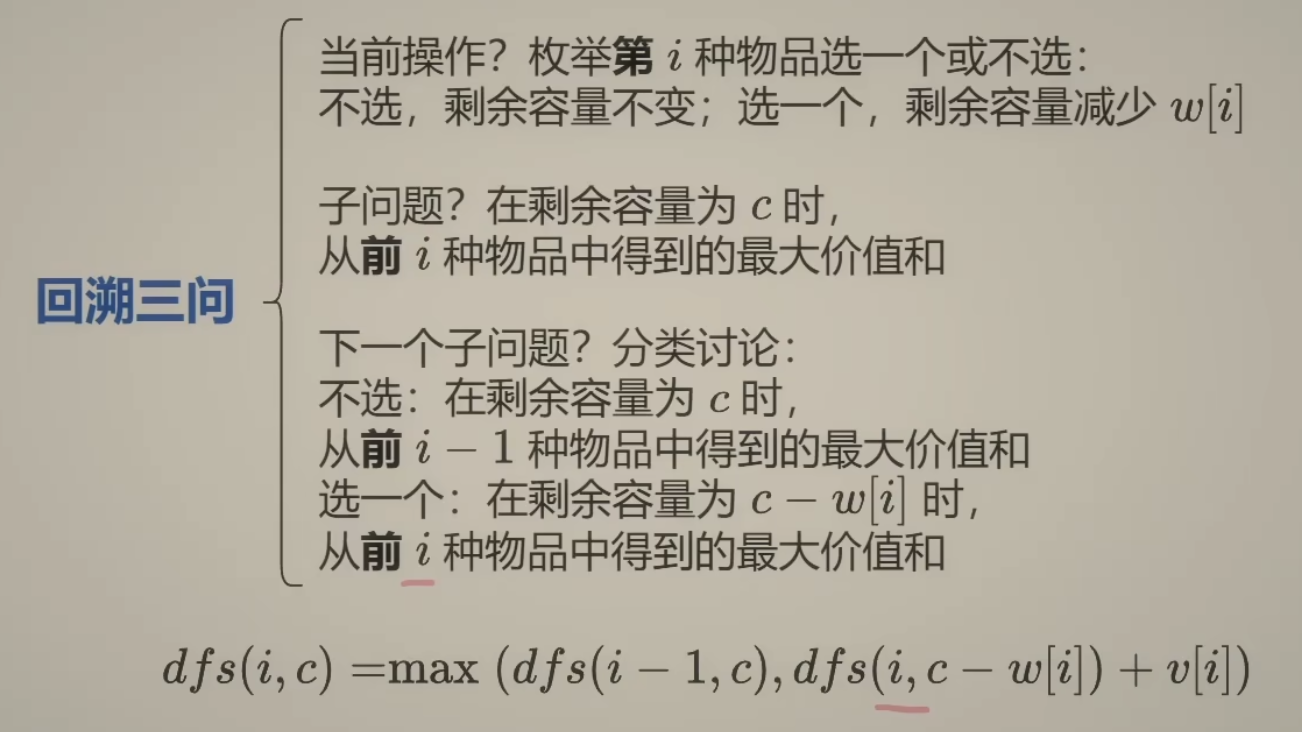 回溯三问
当前操作？枚举第 i 种物品选一个或不选：
不选，剩余容量不变；选一个，剩余容量减少 w[i]
子问题？在剩余容量为 c 时，
从前 i 种物品中得到的最大价值和
下一个子问题？分类讨论：
不选：在剩余容量为 c 时，
从前 i − 1 种物品中得到的最大价值和
选一个：在剩余容量为 c − w[i] 时，
从前 i 种物品中得到的最大价值和
dfs(i, c) =max (dfs(i − 1, c), dfs(i, c − w[i]) + v[i])